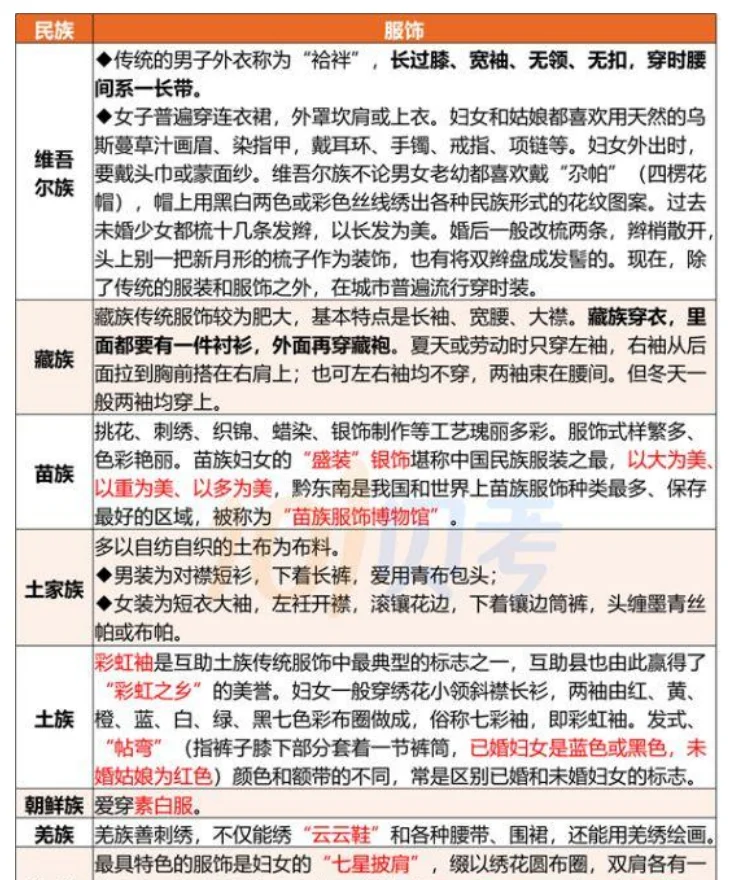 民族 服饰
◆传统的男子外衣称为“袷袢”，长过膝、宽袖、无领、无扣，穿时腰
间系一长带。
◆女子普遍穿连衣裙，外罩坎肩或上衣。妇女和姑娘都喜欢用天然的乌
斯蔓草汁画眉、染指甲，戴耳环、手镯、戒指、项链等。妇女外出时，
要戴头巾或蒙面纱。维吾尔族不论男女老幼都喜欢戴“尕帕”（四楞花
帽），帽上用黑白两色或彩色丝线绣出各种民族形式的花纹图案。过去
未婚少女都梳十几条发辫，以长发为美。婚后一般改梳两条，辫梢散开，
头上别一把新月形的梳子作为装饰，也有将双辫盘成发髻的。现在，除
了传统的服装和服饰之外，在城市普遍流行穿时装。
维吾
尔族
藏族传统服饰较为肥大，基本特点是长袖、宽腰、大襟。藏族穿衣，里
面都要有一件衬衫，外面再穿藏袍。夏天或劳动时只穿左袖，右袖从后
面拉到胸前搭在右肩上；也可左右袖均不穿，两袖束在腰间。但冬天一
般两袖均穿上。
藏族
挑花、刺绣、织锦、蜡染、银饰制作等工艺瑰丽多彩。服饰式样繁多、
色彩艳丽。苗族妇女的“盛装”银饰堪称中国民族服装之最，以大为美、
以重为美、以多为美，黔东南是我国和世界上苗族服饰种类最多、保存
最好的区域，被称为“苗族服饰博物馆”。
苗族
多以自纺自织的土布为布料。
◆男装为对襟短衫，下着长裤，爱用青布包头；
◆女装为短衣大袖，左衽开襟，滚镶花边，下着镶边筒裤，头缠墨青丝
帕或布帕。
土家族
彩虹袖是互助土族传统服饰中最典型的标志之一，互助县也由此赢得了
“彩虹之乡”的美誉。妇女一般穿绣花小领斜襟长衫，两袖由红、黄、
橙、蓝、白、绿、黑七色彩布圈做成，俗称七彩袖，即彩虹袖。发式、
“帖弯”（指裤子膝下部分套着一节裤筒，已婚妇女是蓝色或黑色，未
婚姑娘为红色）颜色和额带的不同，常是区别已婚和未婚妇女的标志。
土族
朝鲜族 爱穿素白服。
羌族 羌族善刺绣，不仅能绣“云云鞋”和各种腰带、围裙，还能用羌绣绘画。
最具特色的服饰是妇女的“七星披肩”，缀以绣花圆布圈，双肩各有一